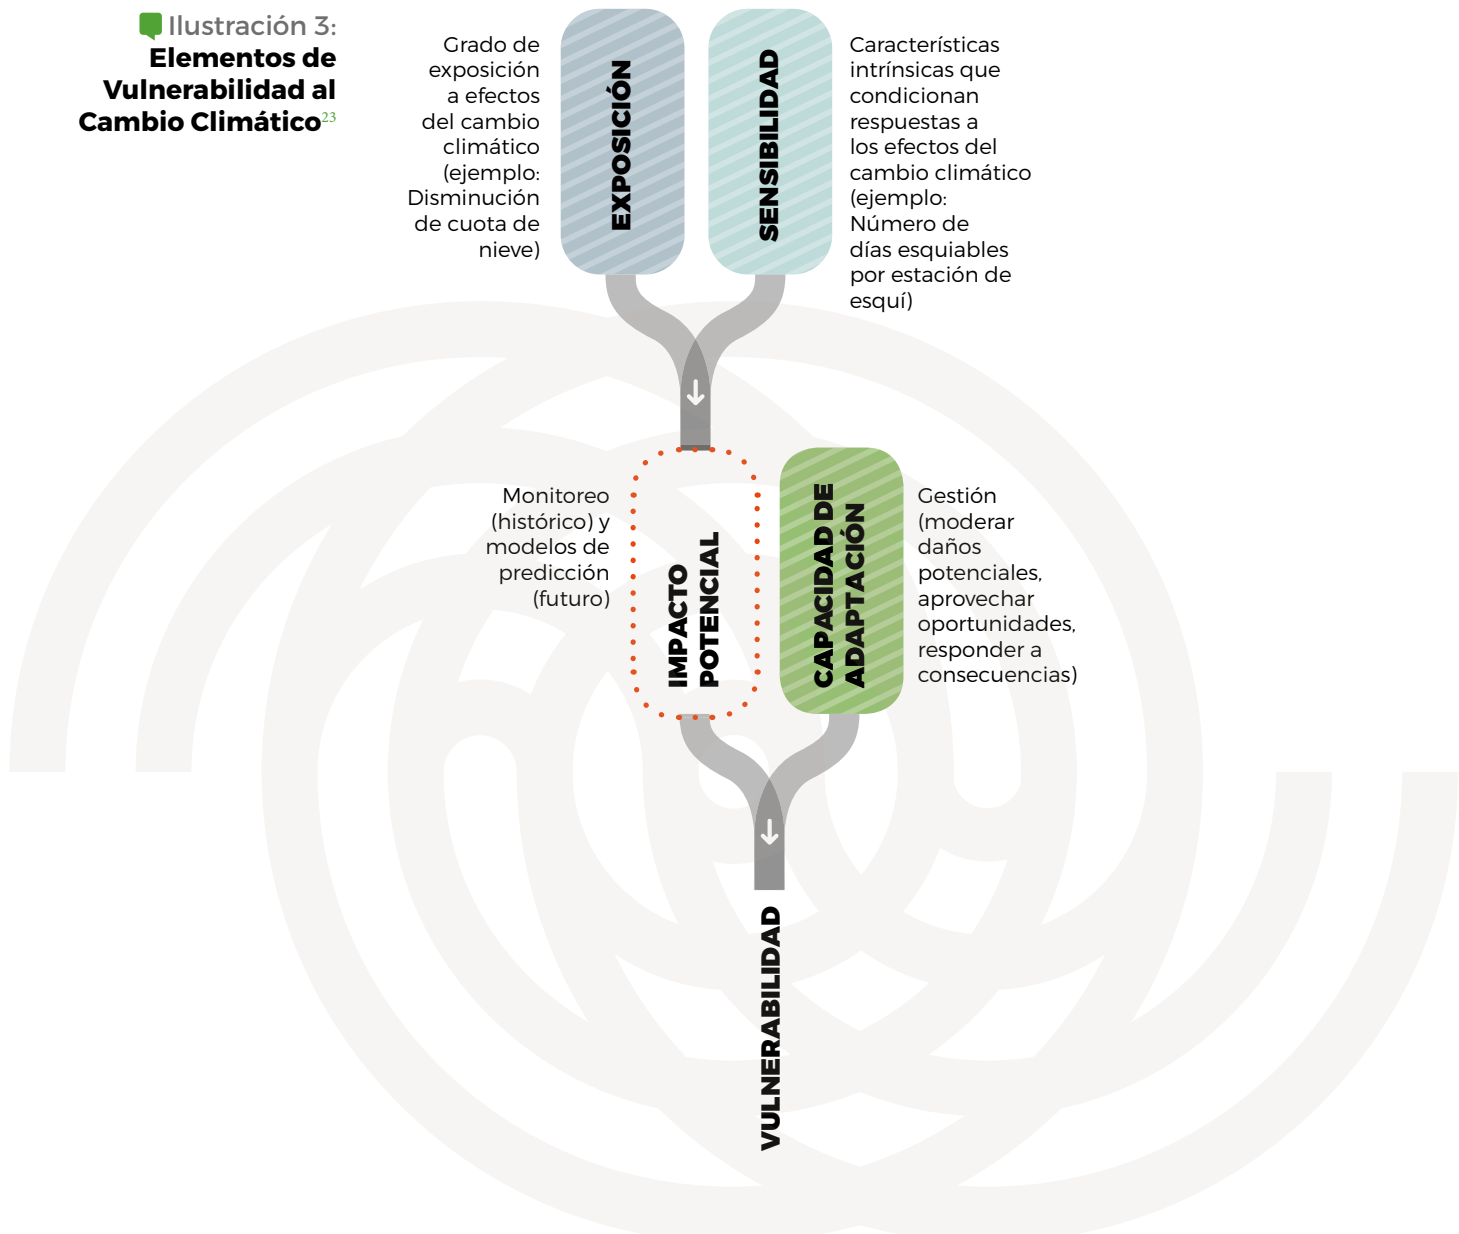 Ilustración 3:
Elementos de
Vulnerabilidad al
Cambio Climático23
Grado de
exposición
a efectos
del cambio
climático
(ejemplo:
Disminución
de cuota de
nieve)
EXPOSICIÓN
SENSIBILIDAD
Características
intrínsicas que
condicionan
respuestas a
los efectos del
cambio climático
(ejemplo:
Número de
días esquiables
por estación de
esquí)
Monitoreo
(histórico) y
modelos de
predicción
(futuro)
IMPACTO
POTENCIAL
CAPACIDAD DE
ADAPTACIÓN
Gestión
(moderar
daños
potenciales,
aprovechar
oportunidades,
responder a
consecuencias)
VULNERABILIDAD